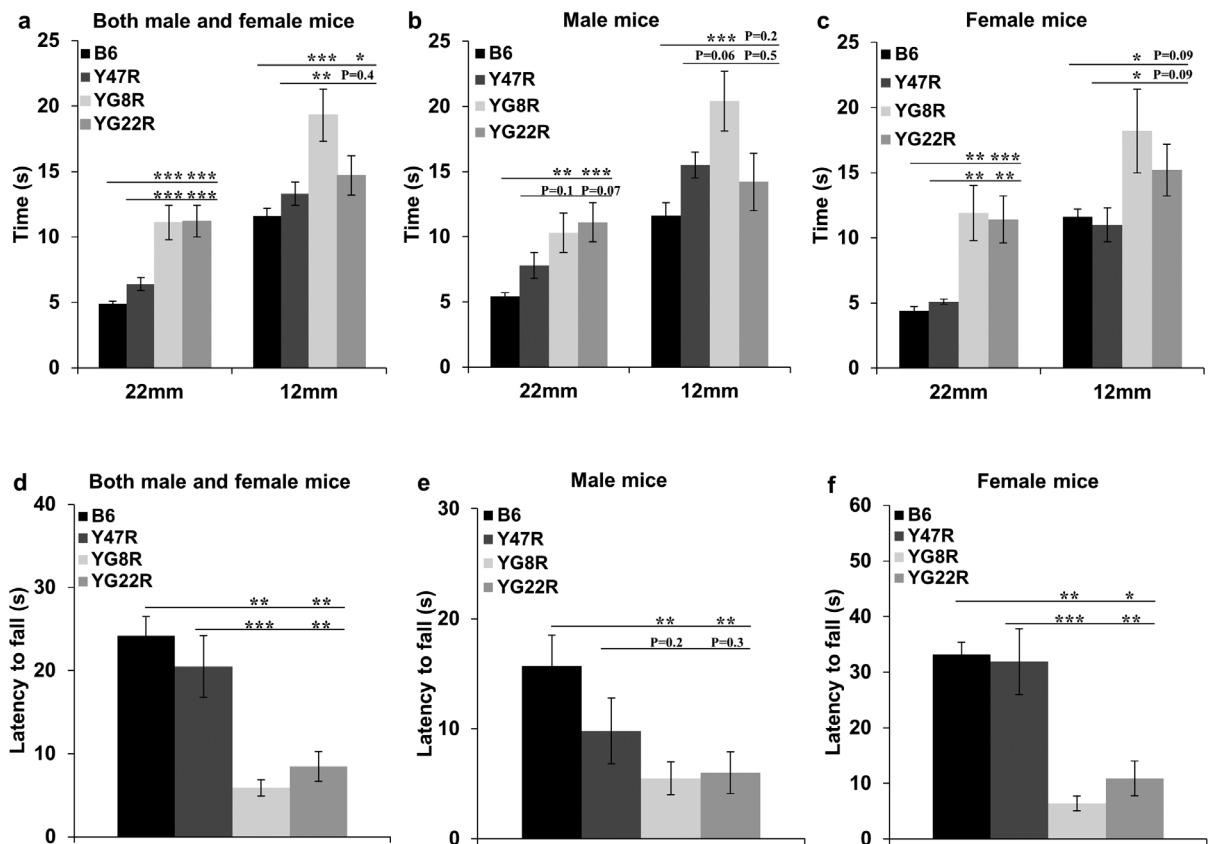 a
Both male and female mice
25
20
15
10
5
0
Time (s)
B6
Y47R
YG8R
YG22R
*** ***
*** ***
*** *
** P=0.4
22mm
12mm
b
Male mice
25
20
15
10
5
0
Time (s)
B6
Y47R
YG8R
YG22R
** ***
P=0.1 P=0.07
*** P=0.2
P=0.06 P=0.5
22mm
12mm
c
Female mice
25
20
15
10
5
0
Time (s)
B6
Y47R
YG8R
YG22R
** ***
** **
* P=0.09
* P=0.09
22mm
12mm
d
Both male and female mice
40
30
20
10
0
Latency to fall (s)
B6
Y47R
YG8R
YG22R
** **
*** **
e
Male mice
30
20
10
0
Latency to fall (s)
B6
Y47R
YG8R
YG22R
** **
P=0.2 P=0.3
f
Female mice
60
50
40
30
20
10
0
Latency to fall (s)
B6
Y47R
YG8R
YG22R
** *
*** **